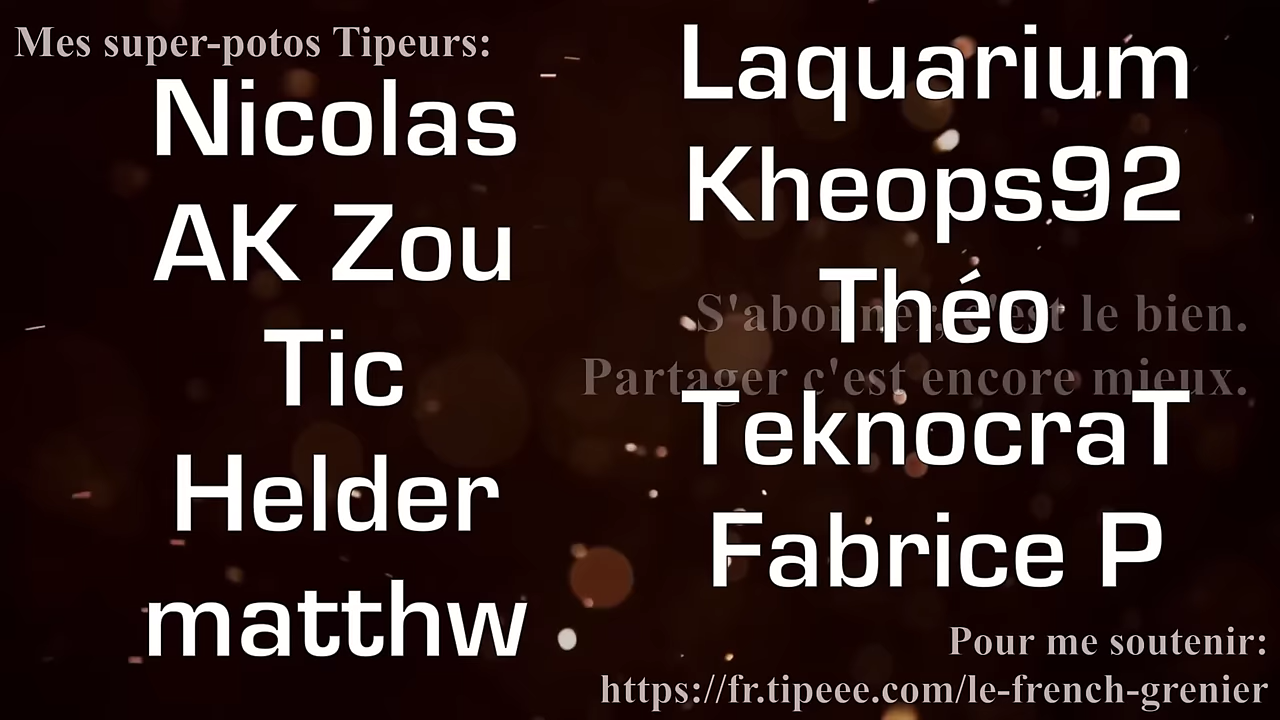 Mes super-potos Tipeurs:
Nicolas
AK Zou
Tic
Helder
matthw
Laquarium
Kheops92
Théo
S'abonner, c'est le bien.
Partager c'est encore mieux.
TeknocraT
Fabrice P
Pour me soutenir:
https://fr.tipeee.com/le-french-grenier